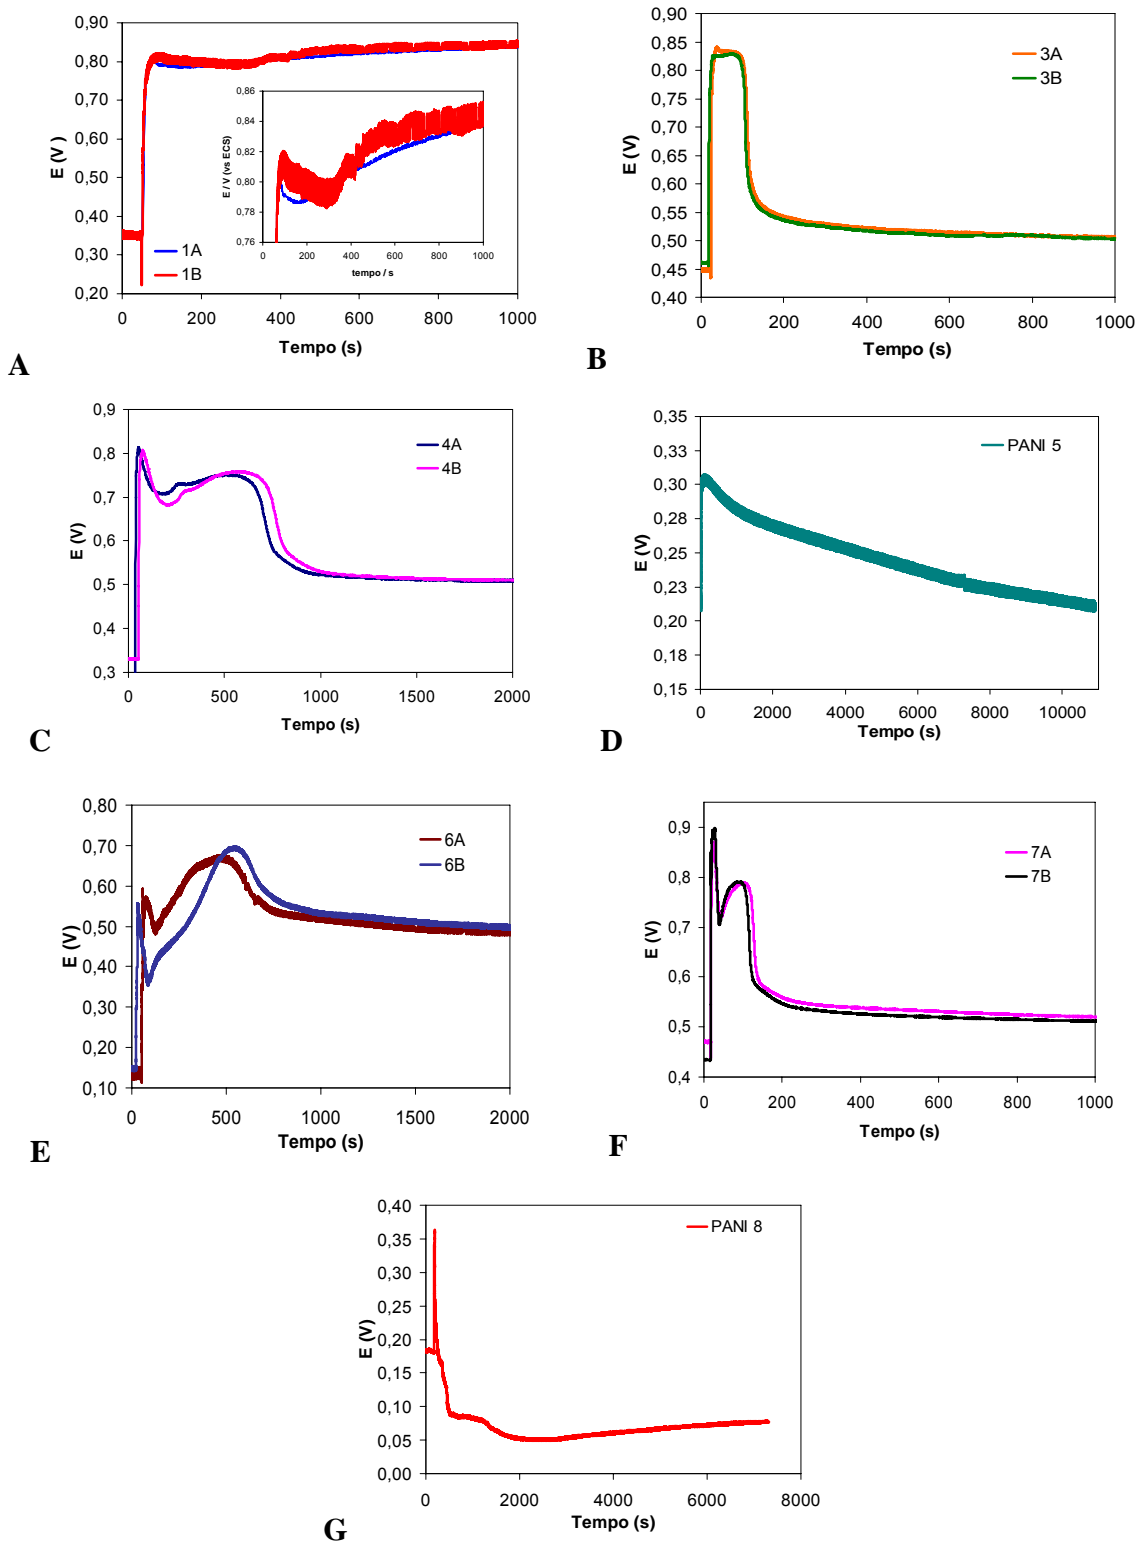 0,90
0,80
0,70
0,60
0,50
0,40
0,30
0,20
E (V )
0 200 400 600 800 1000
Tempo (s)
1A
1B
0,86
0,84
0,82
0,80
0,78
0,76
E / V (vs ECS)
0 200 400 600 800 1000
tempo / s
A
0,90
0,85
0,80
0,75
0,70
0,65
0,60
0,55
0,50
0,45
0,40
E (V)
0 200 400 600 800 1000
Tempo (s)
3A
3B
B
0,9
0,8
0,7
0,6
0,5
0,4
0,3
E (V)
0 500 1000 1500 2000
Tempo (s)
4A
4B
C
0,35
0,33
0,30
0,28
0,25
0,23
0,20
0,18
0,15
E (V)
0 2000 4000 6000 8000 10000
Tempo (s)
PANI 5
D
0,80
0,70
0,60
0,50
0,40
0,30
0,20
0,10
E (V)
0 500 1000 1500 2000
Tempo (s)
6A
6B
E
0,9
0,8
0,7
0,6
0,5
0,4
E (V)
0 200 400 600 800 1000
Tempo (s)
7A
7B
F
0,40
0,35
0,30
0,25
0,20
0,15
0,10
0,05
0,00
E (V)
0 2000 4000 6000 8000
Tempo (s)
PANI 8
G